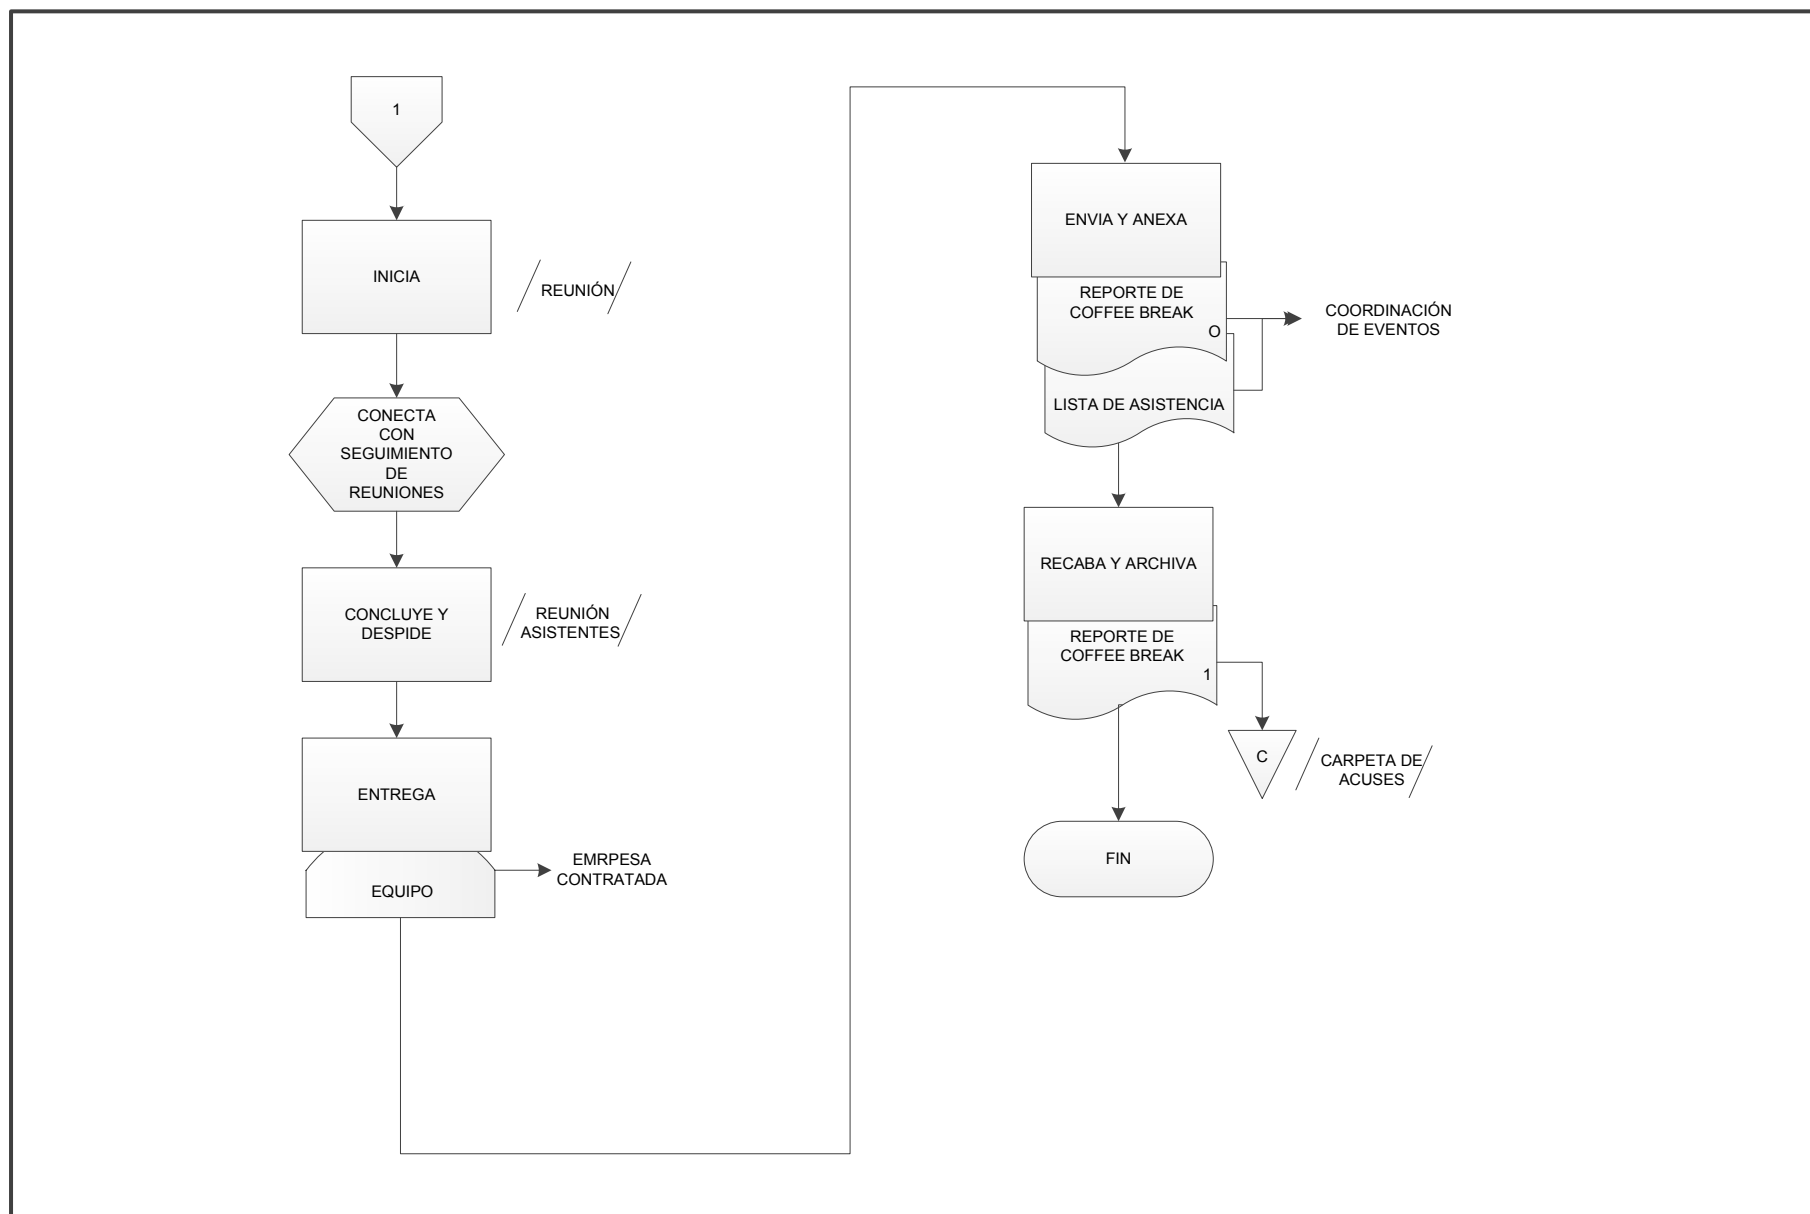 1
INICIA
REUNIÓN
CONECTA
CON
SEGUIMIENTO
DE
REUNIONES
CONCLUYE Y
DESPIDE
REUNIÓN
ASISTENTES
ENTREGA
EQUIPO
EMRPESA
CONTRATADA
ENVIA Y ANEXA
REPORTE DE
COFFEE BREAK
O
LISTA DE ASISTENCIA
COORDINACIÓN
DE EVENTOS
RECABA Y ARCHIVA
REPORTE DE
COFFEE BREAK
1
C
CARPETA DE
ACUSES
FIN